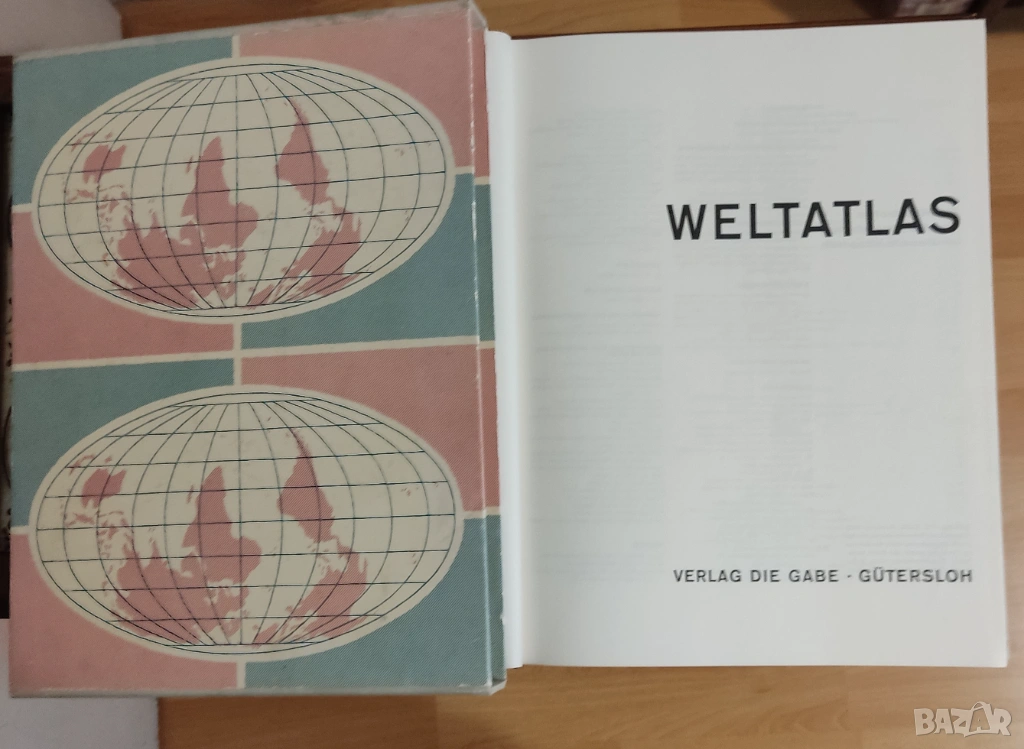 WELTATLAS
VERLAG DIE GABE · GÜTERSLOH
BAZAR